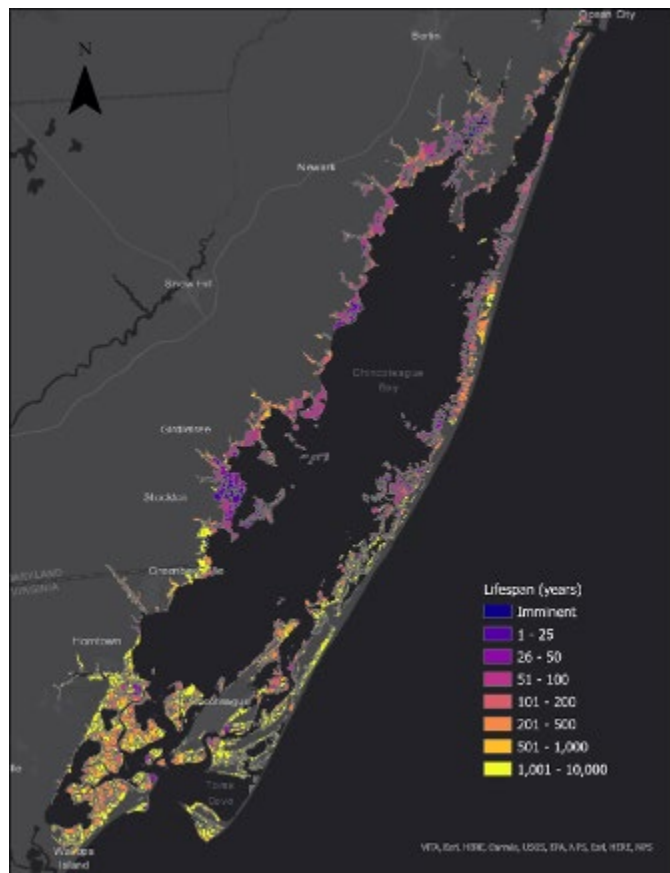 Ocean City
Berlin
N
Newark
Snow Hill
Chincoteague
Bay
Girdletree
Stockton
MARYLAND
VIRGINIA
Horntown
Chincoteague
Toms
Cove
Wallops
Island
Lifespan (years)
Imminent
1 - 25
26 - 50
51 - 100
101 - 200
201 - 500
501 - 1,000
1,001 - 10,000
VITA, Esri, HERE, Garmin, USGS, EPA, NPS, Esri, HERE, NPS